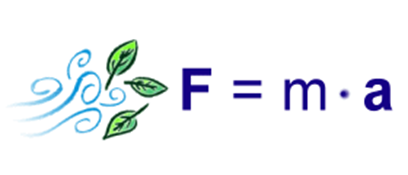 F = m · a